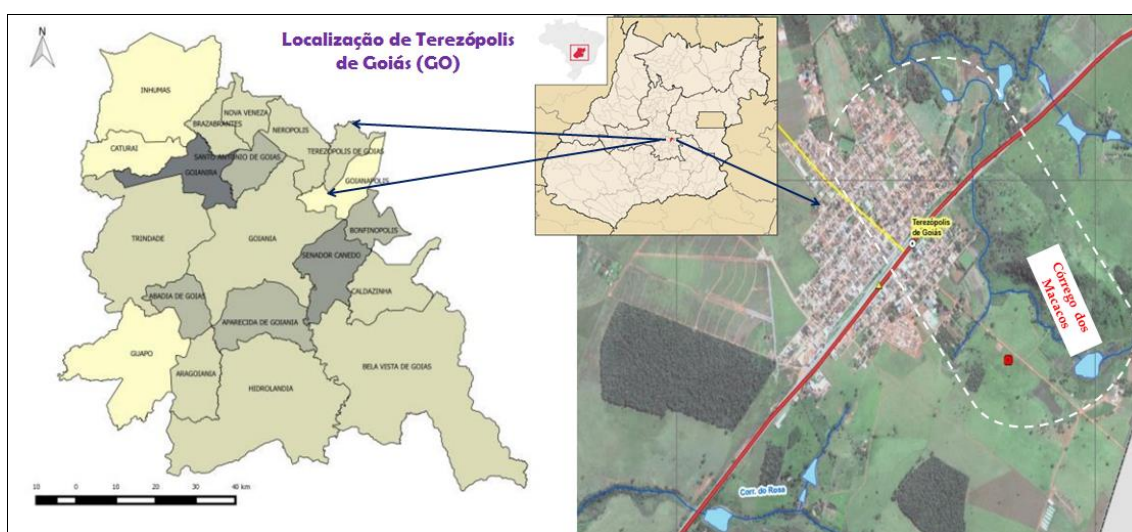 N
Localização de Terezópolis
de Goiás (GO)
INHUMAS
NOVA VENEZA
BRAZABRANTES
NEROPOLIS
CATURAI
SANTO ANTONIO DE GOIAS
TEREZOPOLIS DE GOIAS
GOIANIRA
GOIANAPOLIS
TRINDADE
GOIANIA
BONFINOPOLIS
SENADOR CANEDO
ABADIA DE GOIAS
CALDAZINHA
APARECIDA DE GOIANIA
GUAPO
ARAGOIANIA
HIDROLANDIA
BELA VISTA DE GOIAS
10 0 10 20 30 40 km
Terezópolis
de Goiás
Córrego dos
Macacos
Corr. do Rosa